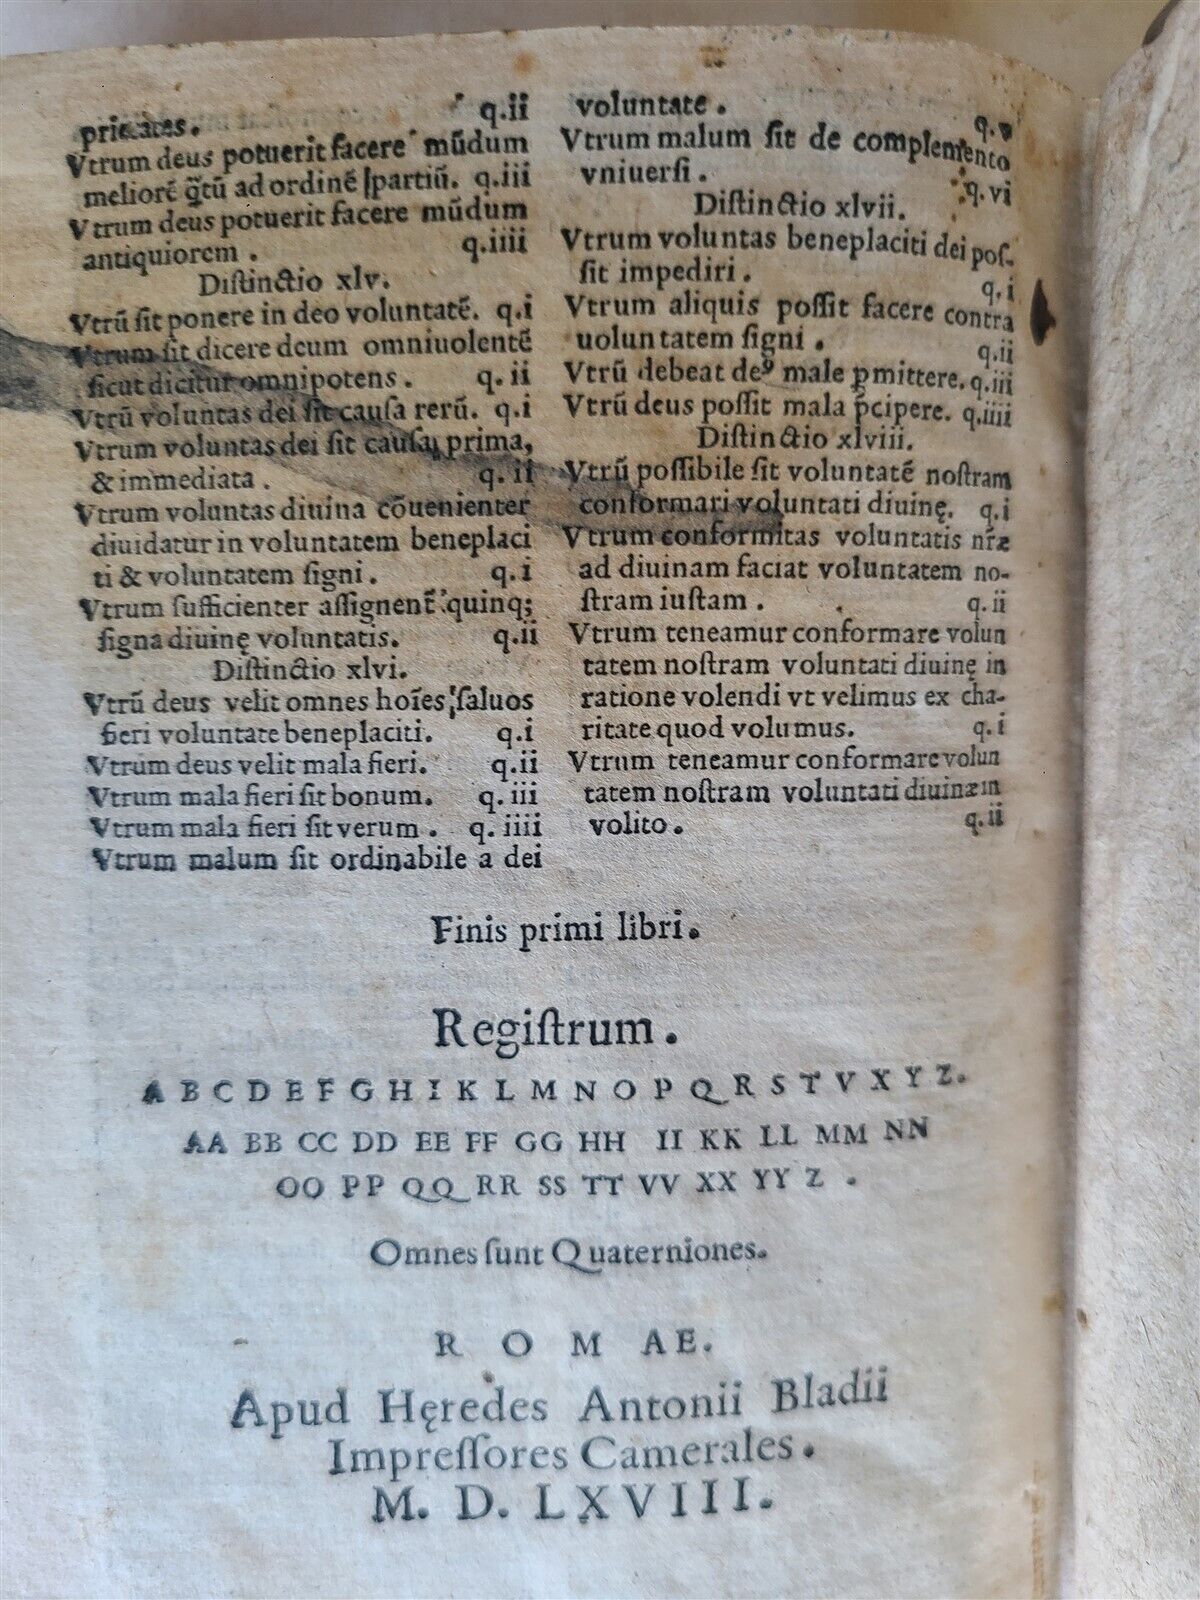 priẽates. q.ii
Vtrum deus potuerit facere mũdum
meliorẽ q̃tũ ad ordinẽ partiũ. q.iii
Vtrum deus potuerit facere mũdum
antiquiorem. q.iiii
Distinctio xlv.
Vtrũ sit ponere in deo voluntatẽ. q.i
Vtrum sit dicere deum omniuolentẽ
sicut dicitur omnipotens. q.ii
Vtrũ voluntas dei sit causa rerũ. q.i
Vtrum voluntas dei sit causa prima,
& immediata. q.ii
Vtrum voluntas diuina cõuenienter
diuidatur in voluntatem beneplaci
ti & voluntatem signi. q.i
Vtrum sufficienter assignent̃ quinq;
signa diuinę voluntatis. q.ii
Distinctio xlvi.
Vtrũ deus velit omnes hoĩes saluos
fieri voluntate beneplaciti. q.i
Vtrum deus velit mala fieri. q.ii
Vtrum mala fieri sit bonum. q.iii
Vtrum mala fieri sit verum. q.iiii
Vtrum malum sit ordinabile a dei
voluntate. q.v
Vtrum malum sit de complemento
vniuersi. q.vi
Distinctio xlvii.
Vtrum voluntas beneplaciti dei pos-
sit impediri. q.i
Vtrum aliquis possit facere contra
uoluntatem signi. q.ii
Vtrũ debeat deꝰ male ꝑmittere. q.iii
Vtrũ deus possit mala p̃cipere. q.iiii
Distinctio xlviii.
Vtrũ possibile sit voluntatẽ nostram
conformari voluntati diuinę. q.i
Vtrum conformitas voluntatis nr̃æ
ad diuinam faciat voluntatem no-
stram iustam. q.ii
Vtrum teneamur conformare volun
tatem nostram voluntati diuinę in
ratione volendi vt velimus ex cha-
ritate quod volumus. q.i
Vtrum teneamur conformare volun
tatem nostram voluntati diuinæ in
volito. q.ii
Finis primi libri.
Registrum.
A B C D E F G H I K L M N O P Q R S T V X Y Z.
AA BB CC DD EE FF GG HH II KK LL MM NN
OO PP QQ RR SS TT VV XX YY Z.
Omnes sunt Quaterniones.
R O M AE.
Apud Hęredes Antonii Bladii
Impressores Camerales.
M. D. LXVIII.